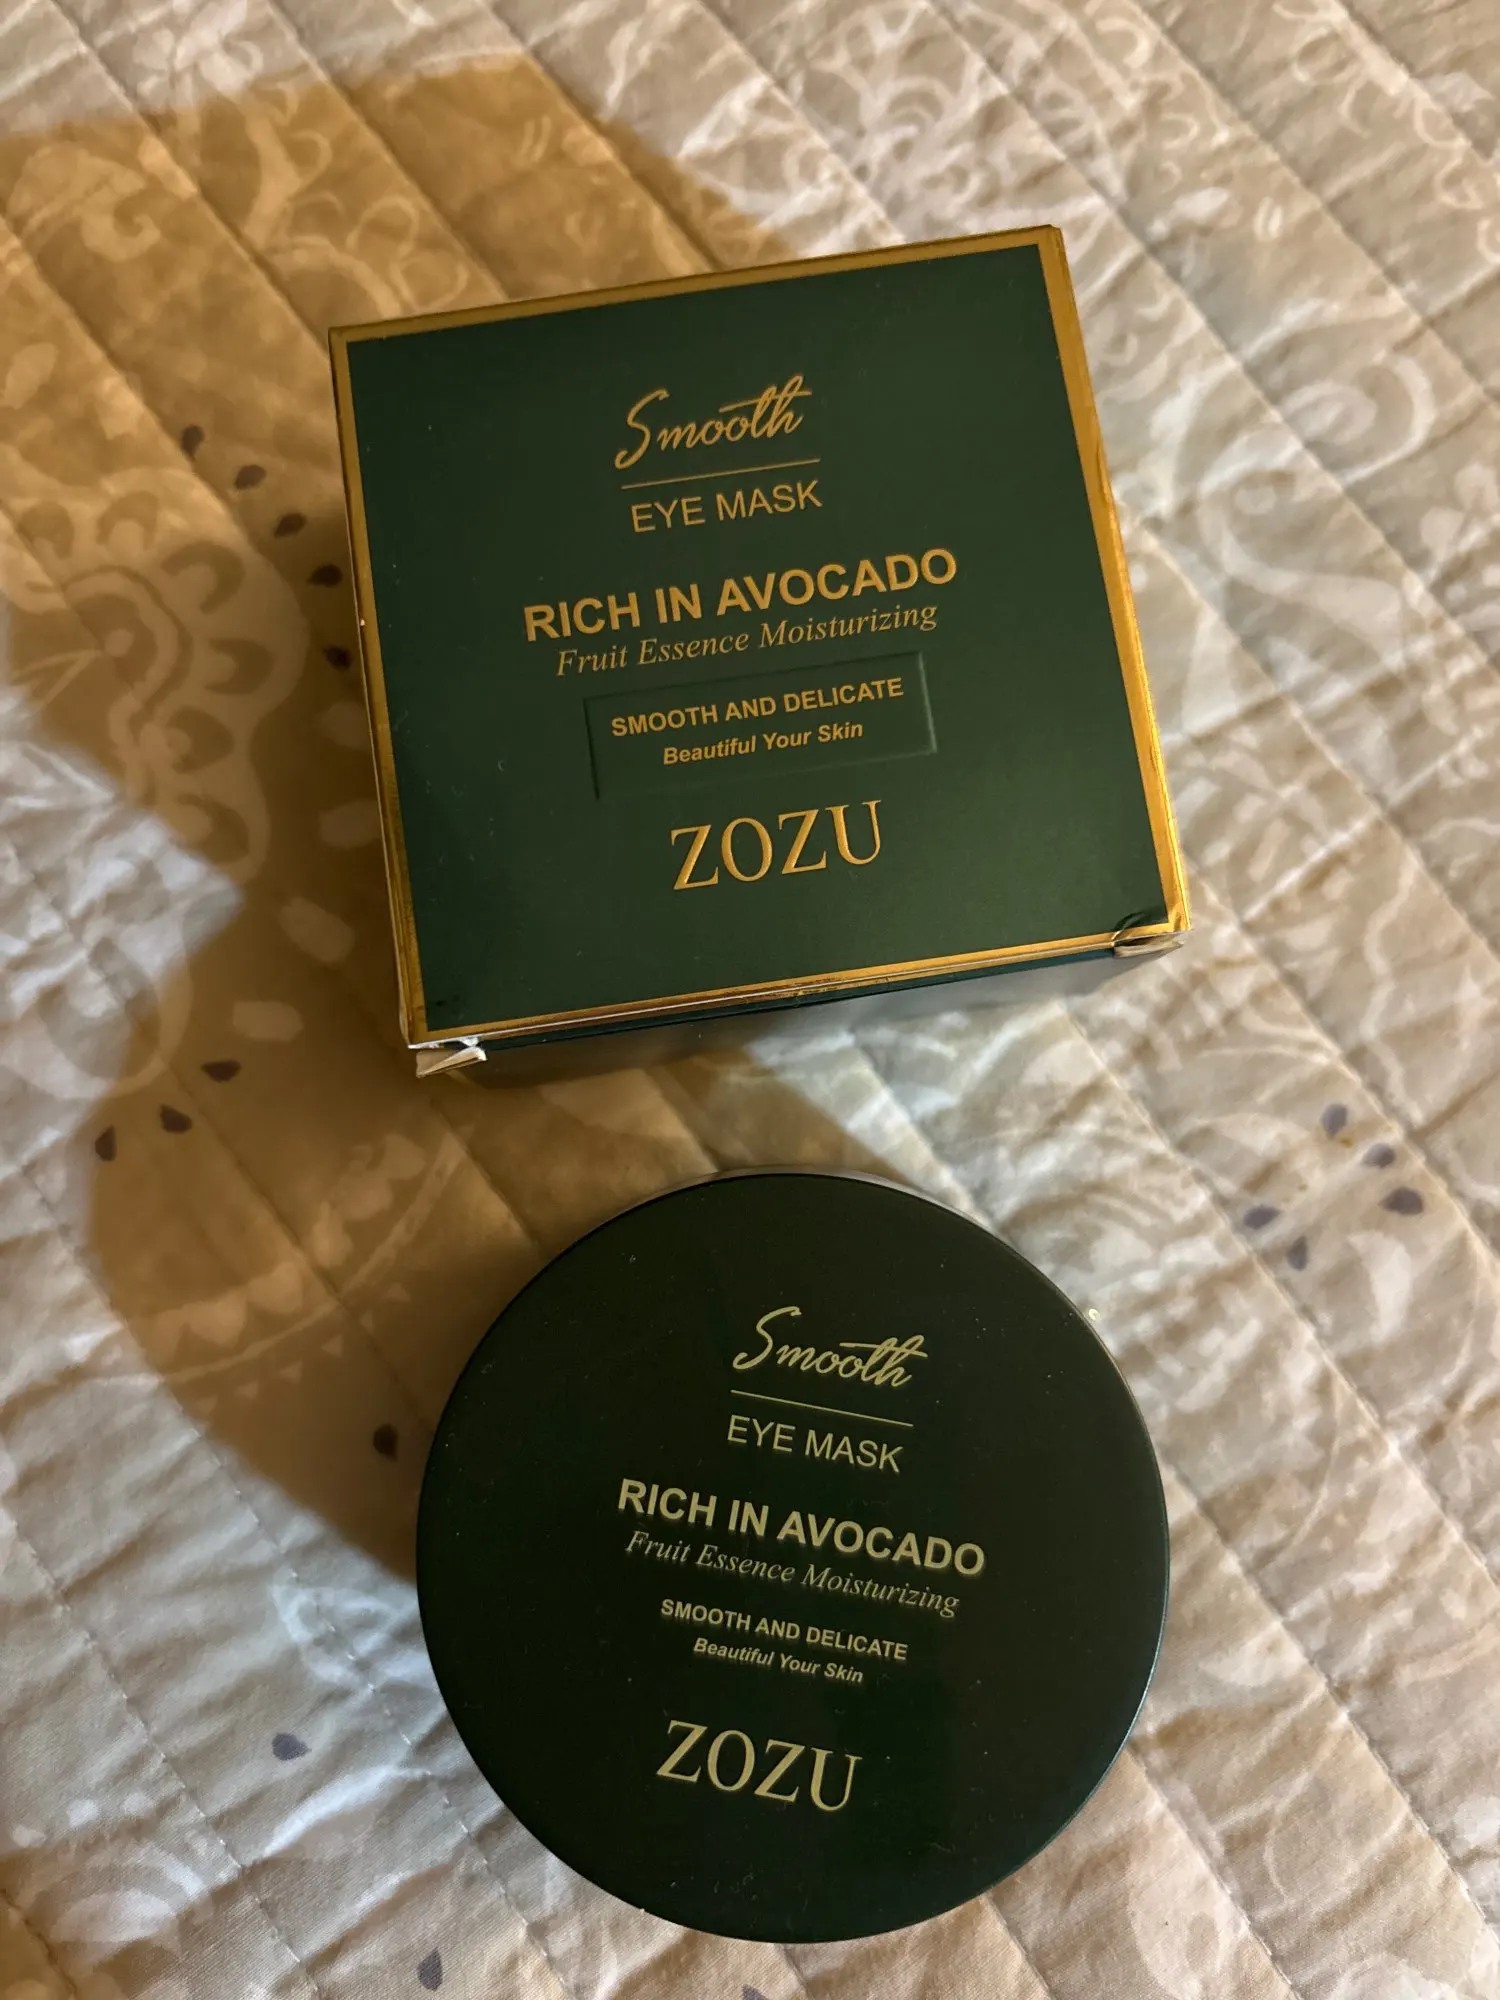 Smooth
EYE MASK
RICH IN AVOCADO
Fruit Essence Moisturizing
SMOOTH AND DELICATE
Beautiful Your Skin
ZOZU
Smooth
EYE MASK
RICH IN AVOCADO
Fruit Essence Moisturizing
SMOOTH AND DELICATE
Beautiful Your Skin
ZOZU